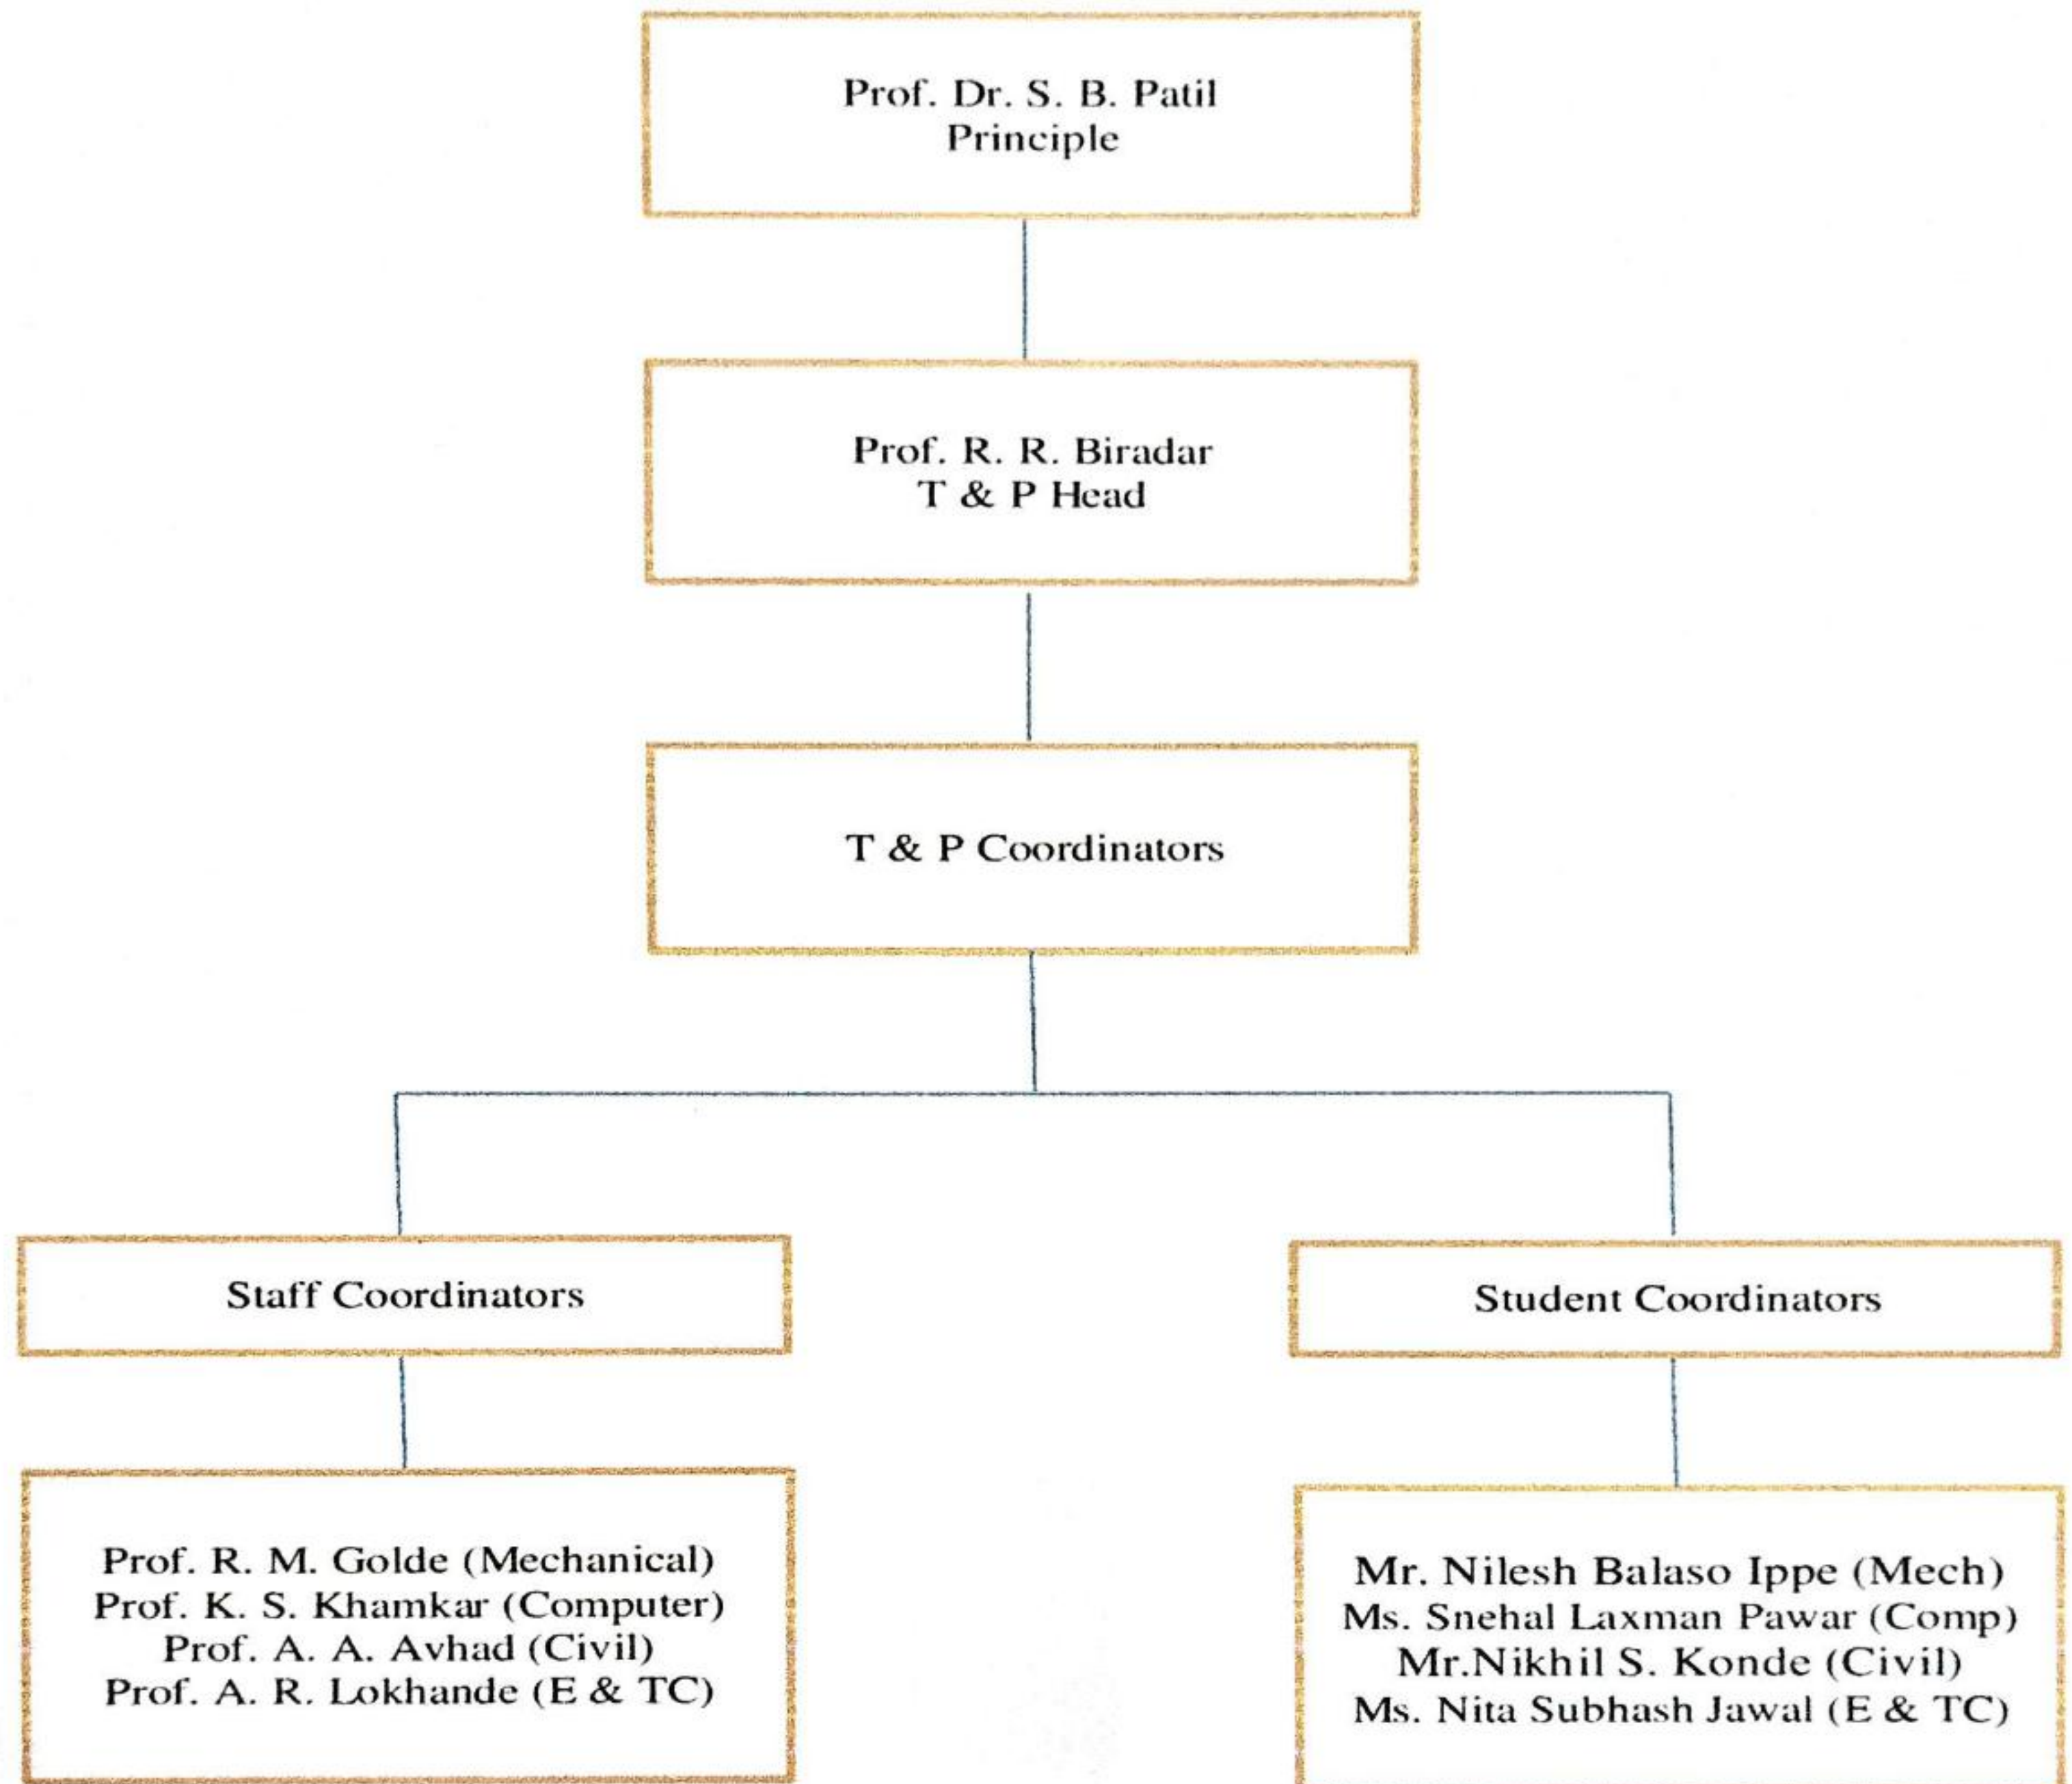 Prof. Dr. S. B. Patil
Principle
Prof. R. R. Biradar
T & P Head
T & P Coordinators
Staff Coordinators
Student Coordinators
Prof. R. M. Golde (Mechanical)
Prof. K. S. Khamkar (Computer)
Prof. A. A. Avhad (Civil)
Prof. A. R. Lokhande (E & TC)
Mr. Nilesh Balaso Ippe (Mech)
Ms. Snehal Laxman Pawar (Comp)
Mr.Nikhil S. Konde (Civil)
Ms. Nita Subhash Jawal (E & TC)